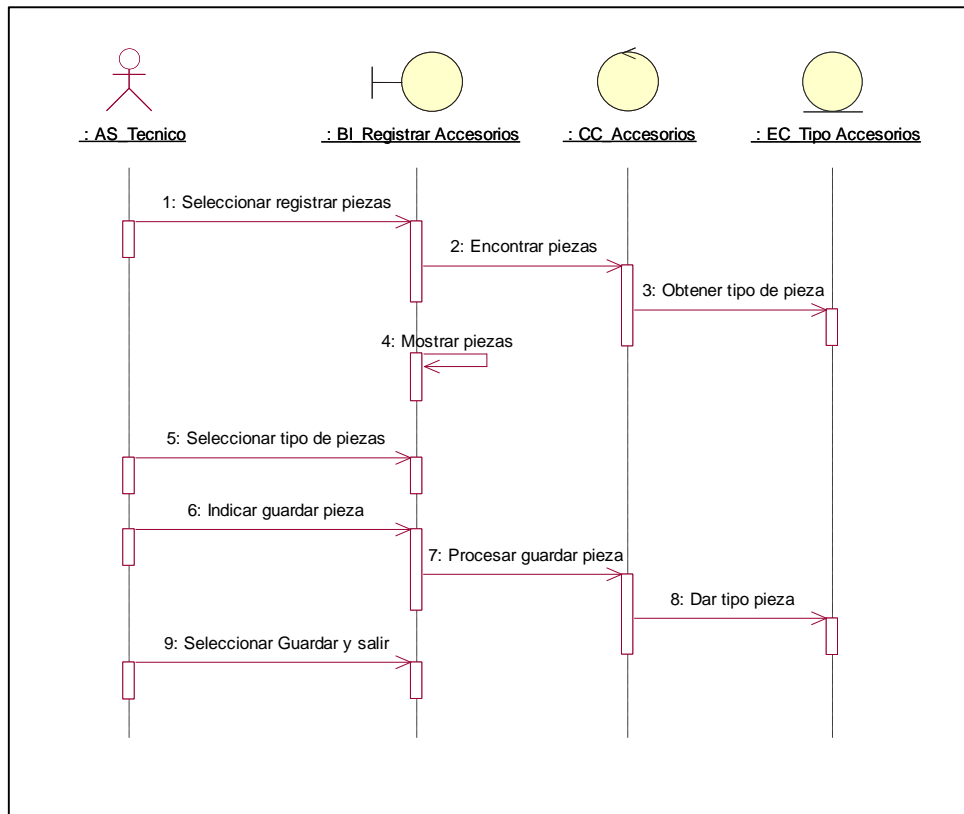 : AS_Tecnico
: BI_Registrar Accesorios
: CC_Accesorios
: EC_Tipo Accesorios
1: Seleccionar registrar piezas
2: Encontrar piezas
3: Obtener tipo de pieza
4: Mostrar piezas
5: Seleccionar tipo de piezas
6: Indicar guardar pieza
7: Procesar guardar pieza
8: Dar tipo pieza
9: Seleccionar Guardar y salir